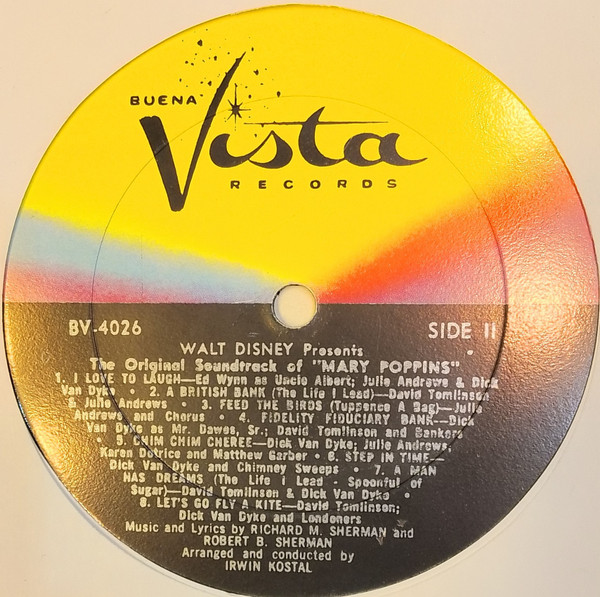 BUENA
Vista
RECORDS
BV-4026
SIDE II
WALT DISNEY Presents
The Original Soundtrack of "MARY POPPINS"
1. I LOVE TO LAUGH—Ed Wynn as Uncle Albert; Julie Andrews & Dick
Van Dyke • 2. A BRITISH BANK (The Life I Lead)—David Tomlinson
& Julie Andrews • 3. FEED THE BIRDS (Tuppence A Bag)—Julie
Andrews and Chorus • 4. FIDELITY FIDUCIARY BANK—Dick
Van Dyke as Mr. Dawes, Sr.; David Tomlinson and Bankers
• 5. CHIM CHIM CHEREE—Dick Van Dyke; Julie Andrews,
Karen Dotrice and Matthew Garber • 6. STEP IN TIME—
Dick Van Dyke and Chimney Sweeps • 7. A MAN
HAS DREAMS (The Life I Lead - Spoonful of
Sugar)—David Tomlinson & Dick Van Dyke •
8. LET'S GO FLY A KITE—David Tomlinson;
Dick Van Dyke and Londoners
Music and Lyrics by RICHARD M. SHERMAN and
ROBERT B. SHERMAN
Arranged and conducted by
IRWIN KOSTAL